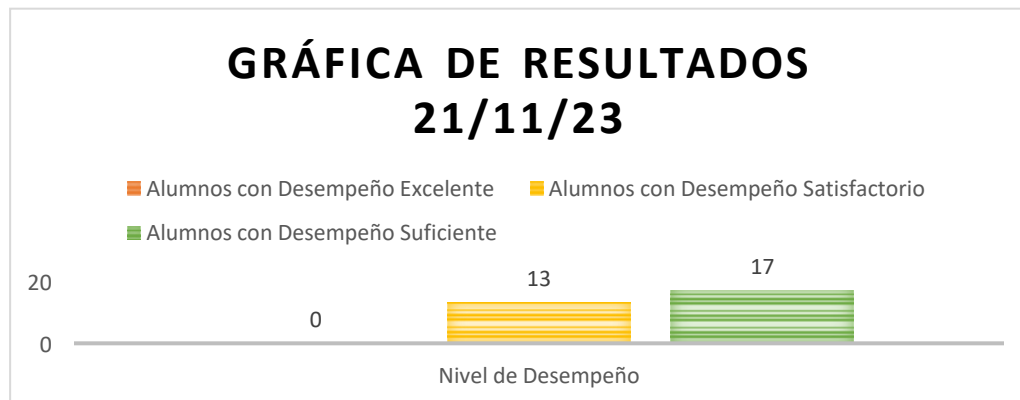 GRÁFICA DE RESULTADOS
21/11/23
Alumnos con Desempeño Excelente
Alumnos con Desempeño Satisfactorio
Alumnos con Desempeño Suficiente
20
0
0
13
17
Nivel de Desempeño